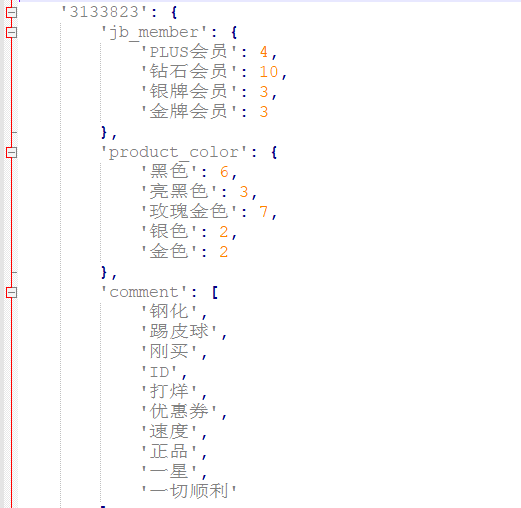 '3133823': {
'jb_member': {
'PLUS会员': 4,
'钻石会员': 10,
'银牌会员': 3,
'金牌会员': 3
},
'product_color': {
'黑色': 6,
'亮黑色': 3,
'玫瑰金色': 7,
'银色': 2,
'金色': 2
},
'comment': [
'钢化',
'踢皮球',
'刚买',
'ID',
'打烊',
'优惠券',
'速度',
'正品',
'一星',
'一切顺利'